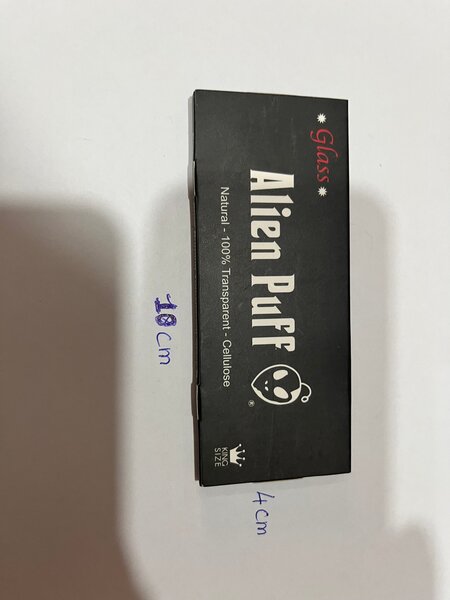 *Glass*
Alien Puff ®
Natural - 100% Transparent - Cellulose
KING
SIZE
10 cm
4 cm